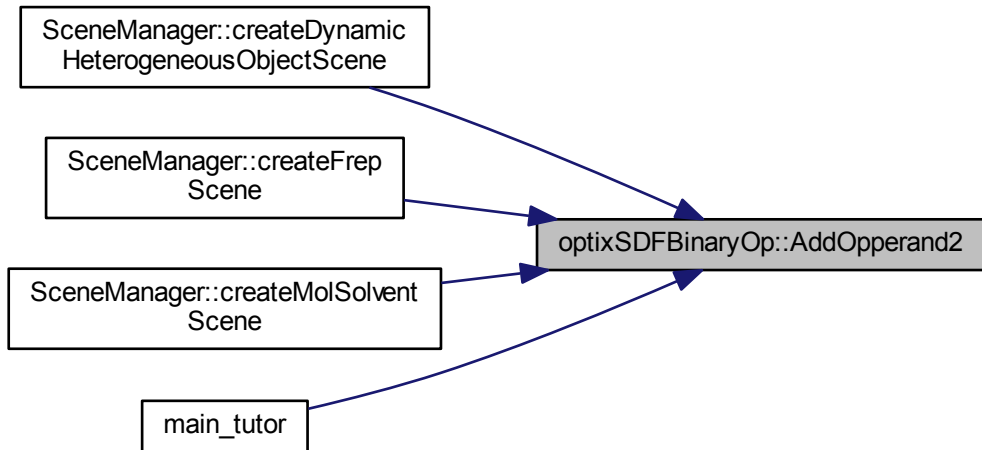 SceneManager::createDynamic
HeterogeneousObjectScene
SceneManager::createFrep
Scene
optixSDFBinaryOp::AddOpperand2
SceneManager::createMolSolvent
Scene
main_tutor